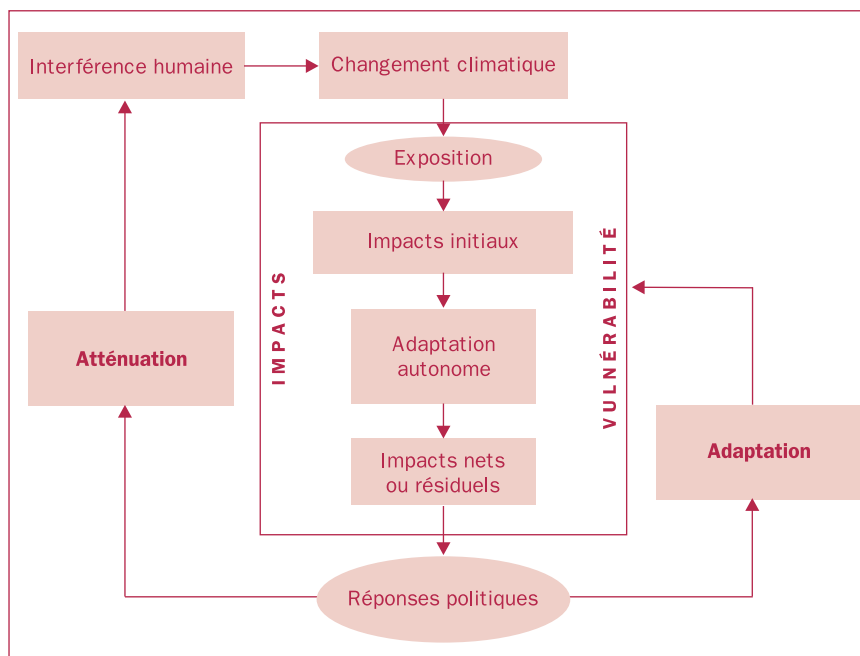 Interférence humaine
Changement climatique
Exposition
Impacts initiaux
IMPACTS
VULNÉRABILITÉ
Adaptation
autonome
Atténuation
Adaptation
Impacts nets
ou résiduels
Réponses politiques